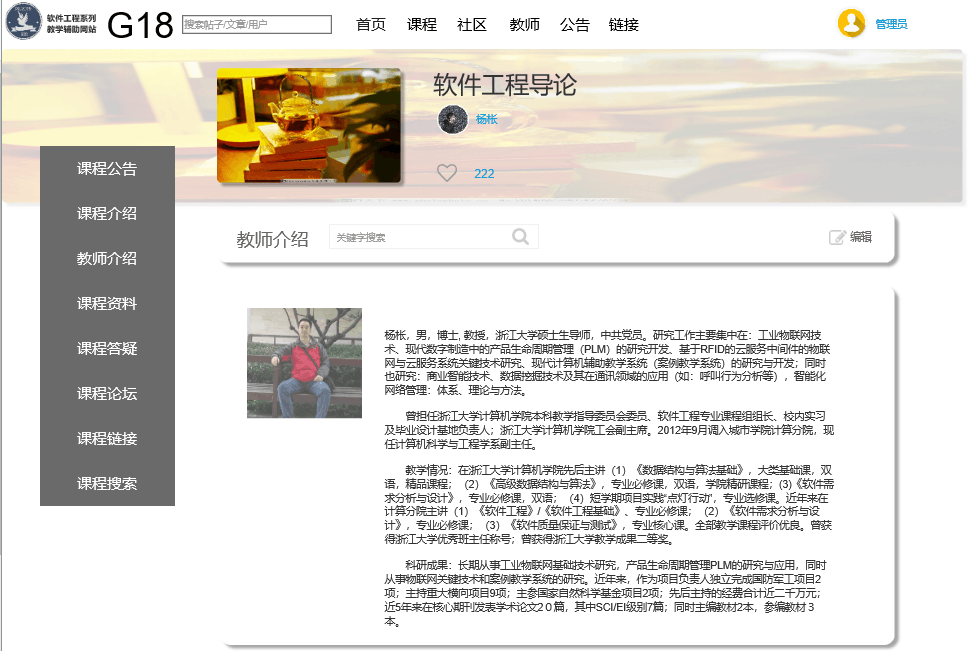 软件工程系列
教学辅助网站
G18
搜索帖子/文章/用户
首页 课程 社区 教师 公告 链接
管理员
软件工程导论
杨枨
222
课程公告
课程介绍
教师介绍
课程资料
课程答疑
课程论坛
课程链接
课程搜索
教师介绍
关键字搜索
编辑
杨枨，男，博士, 教授，浙江大学硕士生导师，中共党员。研究工作主要集中在：工业物联网技
术、现代数字制造中的产品生命周期管理（PLM）的研究开发、基于RFID的云服务中间件的物联
网与云服务系统关键技术研究、现代计算机辅助教学系统（案例教学系统）的研究与开发；同时
也研究：商业智能技术、数据挖掘技术及其在通讯领域的应用（如：呼叫行为分析等），智能化
网络管理：体系、理论与方法。
曾担任浙江大学计算机学院本科教学指导委员会委员、软件工程专业课程组组长、校内实习
及毕业设计基地负责人；浙江大学计算机学院工会副主席。2012年9月调入城市学院计算分院，现
任计算机科学与工程学系副主任。
教学情况：在浙江大学计算机学院先后主讲（1）《数据结构与算法基础》，大类基础课，双
语，精品课程；（2）《高级数据结构与算法》，专业必修课，双语，学院精研课程；（3)《软件需
求分析与设计》，专业必修课，双语；（4）短学期项目实践“点灯行动”，专业选修课。近年来在
计算分院主讲（1）《软件工程》/《软件工程基础》、专业必修课；（2）《软件需求分析与设
计》，专业必修课；（3）《软件质量保证与测试》，专业核心课。全部教学课程评价优良。曾获
得浙江大学优秀班主任称号；曾获得浙江大学教学成果二等奖。
科研成果：长期从事工业物联网基础技术研究，产品生命周期管理PLM的研究与应用，同时
从事物联网关键技术和案例教学系统的研究。近年来，作为项目负责人独立完成国防军工项目2
项；主持重大横向项目9项；主参国家自然科学基金项目2项；先后主持的经费合计近二千万元；
近5年来在核心期刊发表学术论文2０篇，其中SCI/EI级别7篇；同时主编教材2本，参编教材３
本。